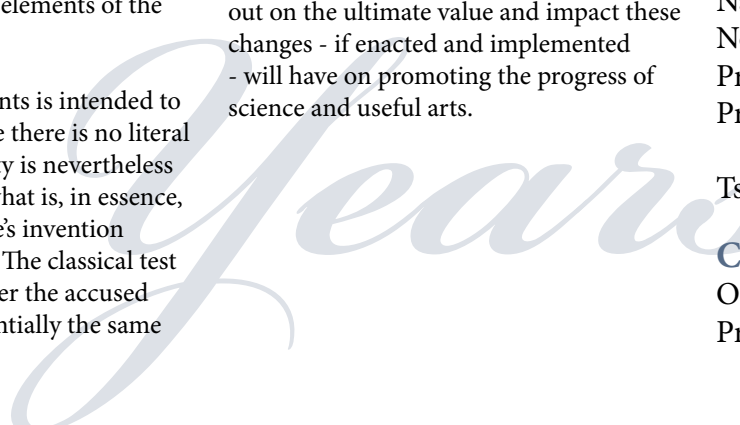 elements of the
nts is intended to
e there is no literal
ty is nevertheless
hat is, in essence,
e's invention
The classical test
er the accused
ntially the same
out on the ultimate value and impact these
changes - if enacted and implemented
- will have on promoting the progress of
science and useful arts.
Years
N
Pr
Pr
Ts
C
O
Pr